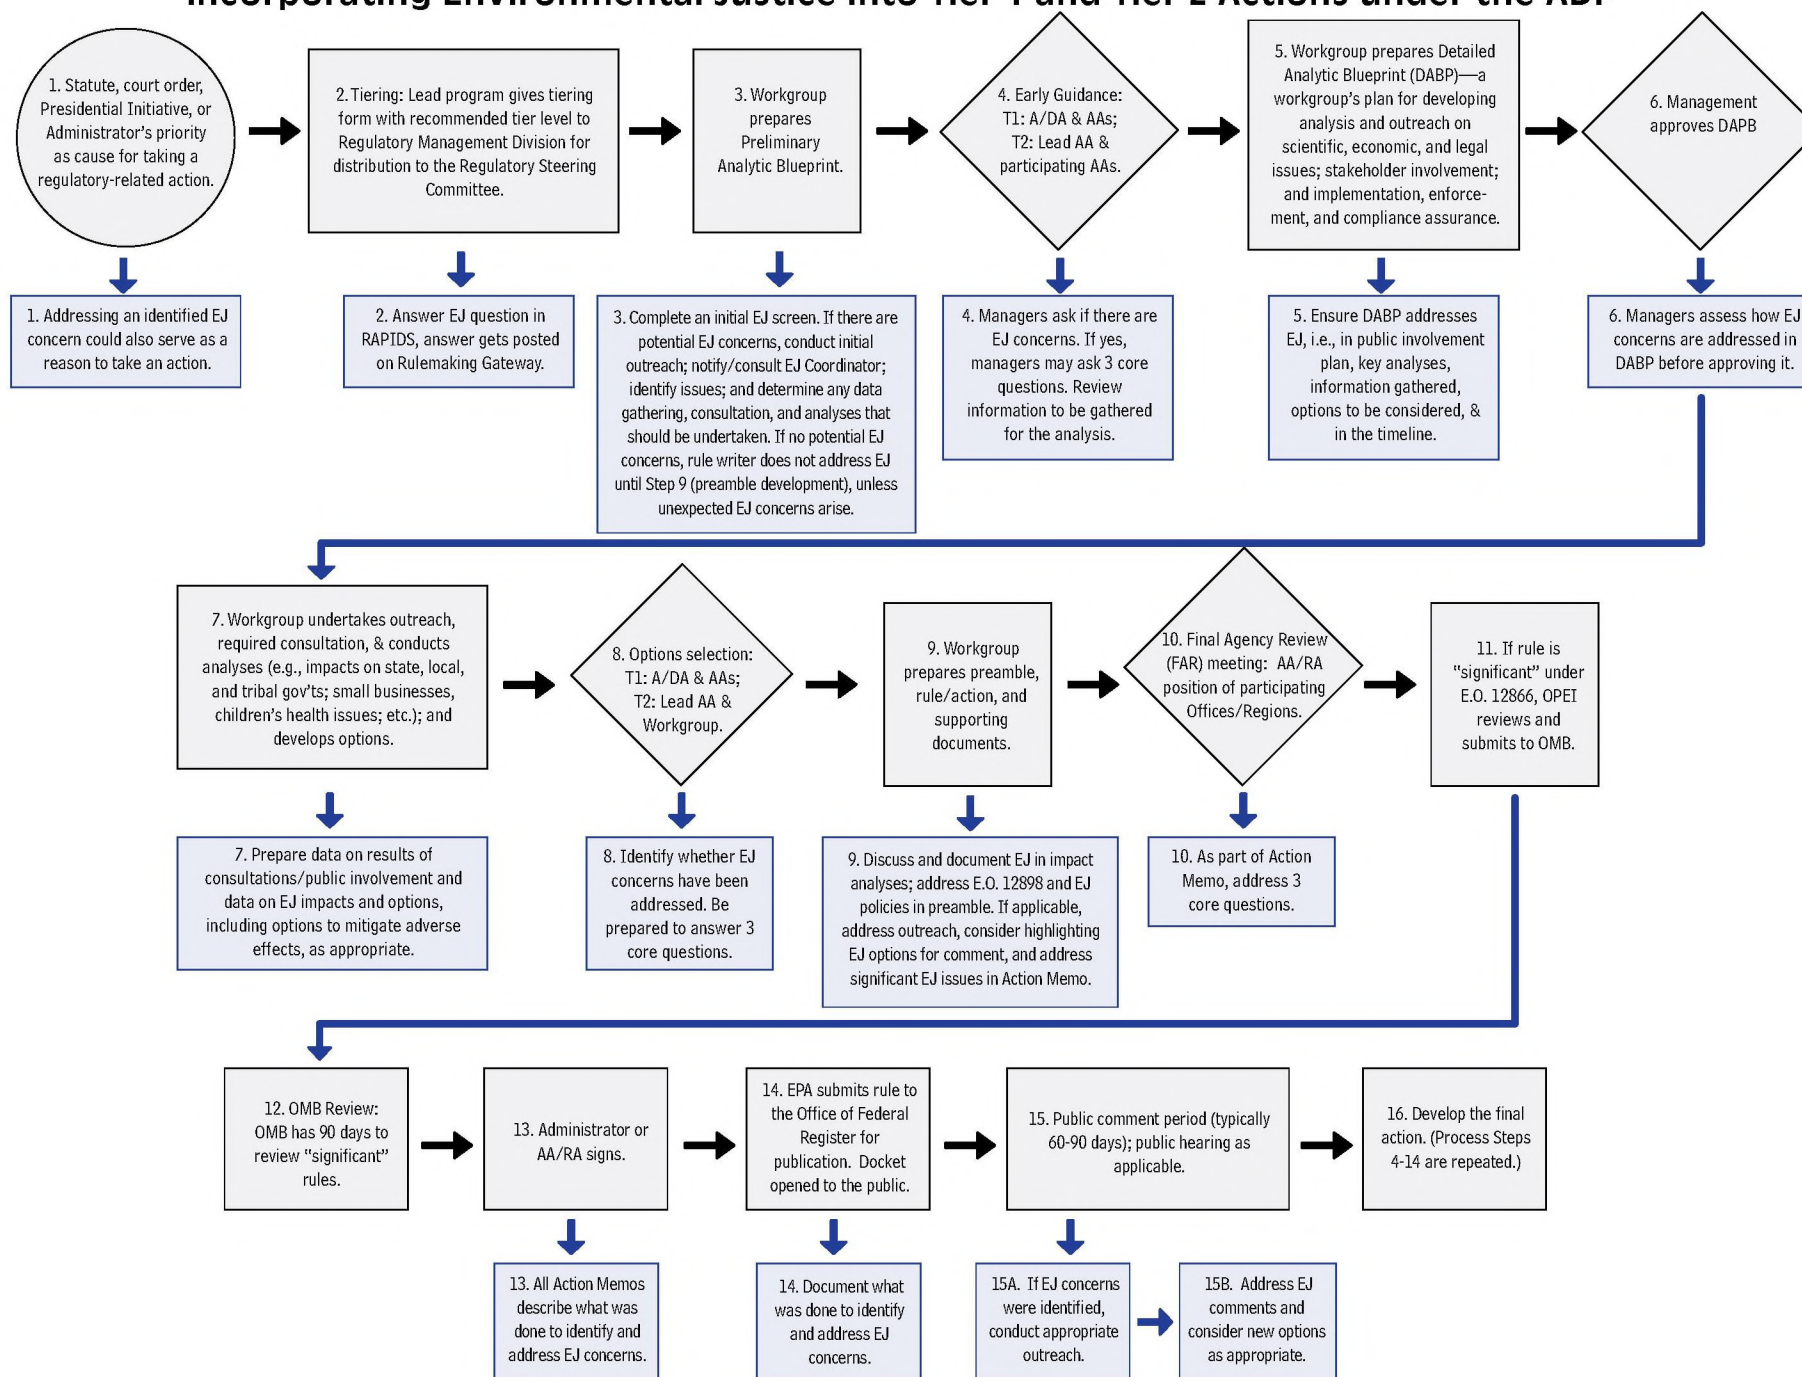 Incorporating Environmental Justice into Tier 1 and Tier 2 Actions under the ADP
1. Statute, court order,
Presidential Initiative, or
Administrator's priority
as cause for taking a
regulatory-related action.
2. Tiering: Lead program gives tiering
form with recommended tier level to
Regulatory Management Division for
distribution to the Regulatory Steering
Committee.
3. Workgroup
prepares
Preliminary
Analytic Blueprint.
4. Early Guidance:
T1: A/DA & AAs;
T2: Lead AA &
participating AAs.
5. Workgroup prepares Detailed
Analytic Blueprint (DABP)—a
workgroup's plan for developing
analysis and outreach on
scientific, economic, and legal
issues; stakeholder involvement;
and implementation, enforce-
ment, and compliance assurance.
6. Management
approves DAPB
1. Addressing an identified EJ
concern could also serve as a
reason to take an action.
2. Answer EJ question in
RAPIDS, answer gets posted
on Rulemaking Gateway.
3. Complete an initial EJ screen. If there are
potential EJ concerns, conduct initial
outreach; notify/consult EJ Coordinator;
identify issues; and determine any data
gathering, consultation, and analyses that
should be undertaken. If no potential EJ
concerns, rule writer does not address EJ
until Step 9 (preamble development), unless
unexpected EJ concerns arise.
4. Managers ask if there are
EJ concerns. If yes,
managers may ask 3 core
questions. Review
information to be gathered
for the analysis.
5. Ensure DABP addresses
EJ, i.e., in public involvement
plan, key analyses,
information gathered,
options to be considered, &
in the timeline.
6. Managers assess how EJ
concerns are addressed in
DABP before approving it.
7. Workgroup undertakes outreach,
required consultation, & conducts
analyses (e.g., impacts on state, local,
and tribal gov'ts; small businesses,
children's health issues; etc.); and
develops options.
8. Options selection:
T1: A/DA & AAs;
T2: Lead AA &
Workgroup.
9. Workgroup
prepares preamble,
rule/action, and
supporting
documents.
10. Final Agency Review
(FAR) meeting: AA/RA
position of participating
Offices/Regions.
11. If rule is
"significant" under
E.O. 12866, OPEI
reviews and
submits to OMB.
7. Prepare data on results of
consultations/public involvement and
data on EJ impacts and options,
including options to mitigate adverse
effects, as appropriate.
8. Identify whether EJ
concerns have been
addressed. Be
prepared to answer 3
core questions.
9. Discuss and document EJ in impact
analyses; address E.O. 12898 and EJ
policies in preamble. If applicable,
address outreach, consider highlighting
EJ options for comment, and address
significant EJ issues in Action Memo.
10. As part of Action
Memo, address 3
core questions.
12. OMB Review:
OMB has 90 days to
review "significant"
rules.
13. Administrator or
AA/RA signs.
14. EPA submits rule to
the Office of Federal
Register for
publication. Docket
opened to the public.
15. Public comment period (typically
60-90 days); public hearing as
applicable.
16. Develop the final
action. (Process Steps
4-14 are repeated.)
13. All Action Memos
describe what was
done to identify and
address EJ concerns.
14. Document what
was done to identify
and address EJ
concerns.
15A. If EJ concerns
were identified,
conduct appropriate
outreach.
15B. Address EJ
comments and
consider new options
as appropriate.